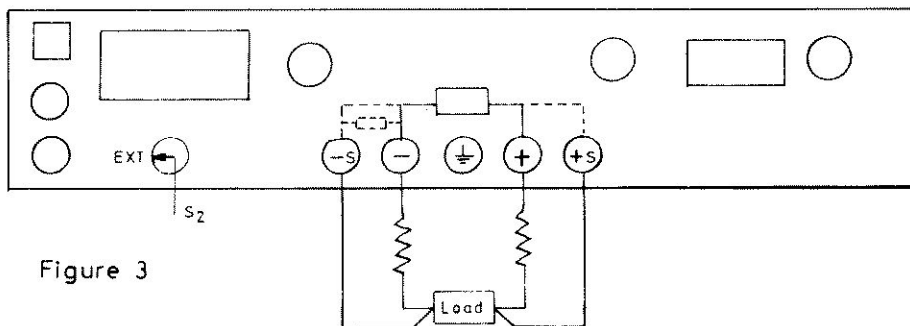 EXT
S₂
-S
-
+
+S
Load
Figure 3